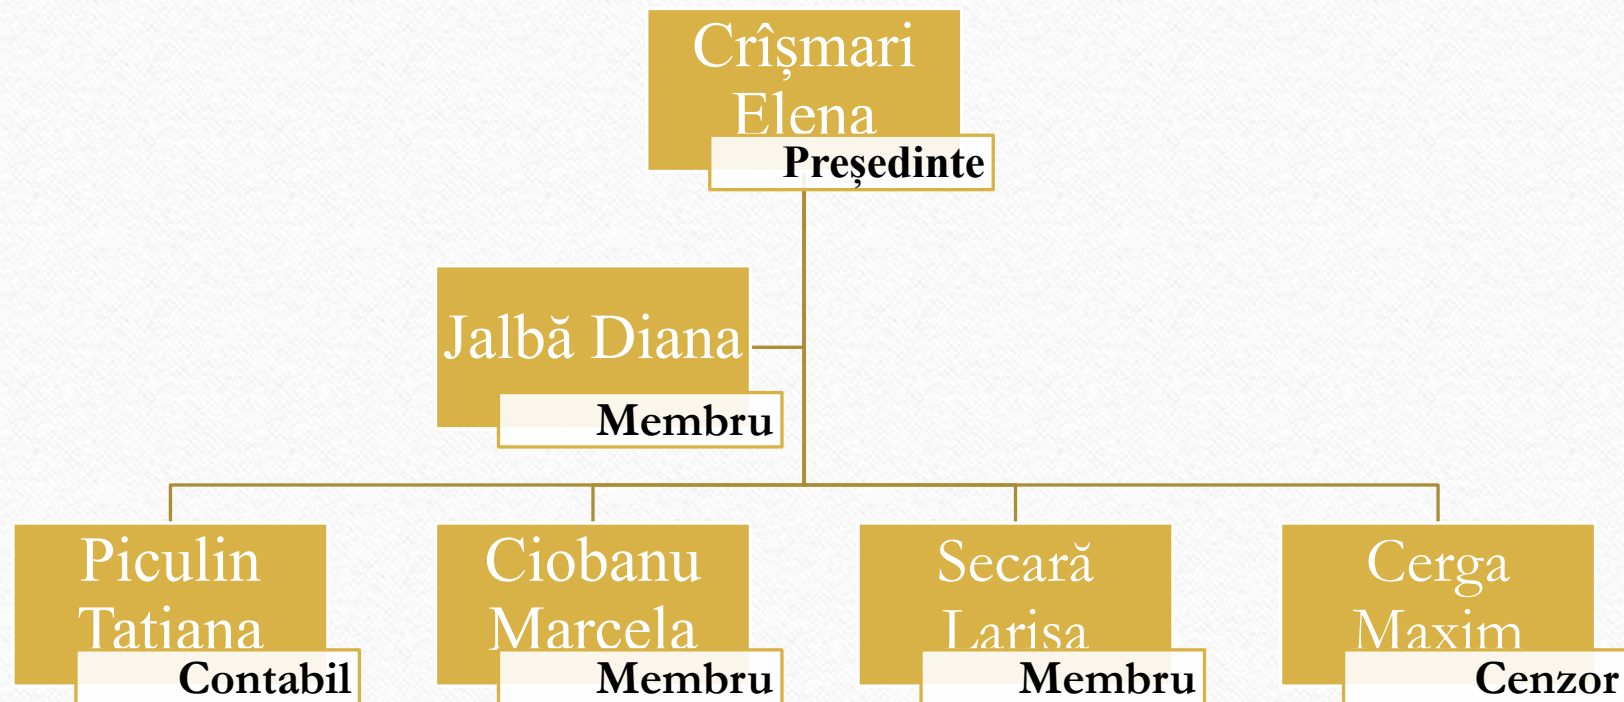 Crîșmari
Elena
Președinte
Jalbă Diana
Membru
Piculin
Tatiana
Contabil
Ciobanu
Marcela
Membru
Secară
Larisa
Membru
Cerga
Maxim
Cenzor